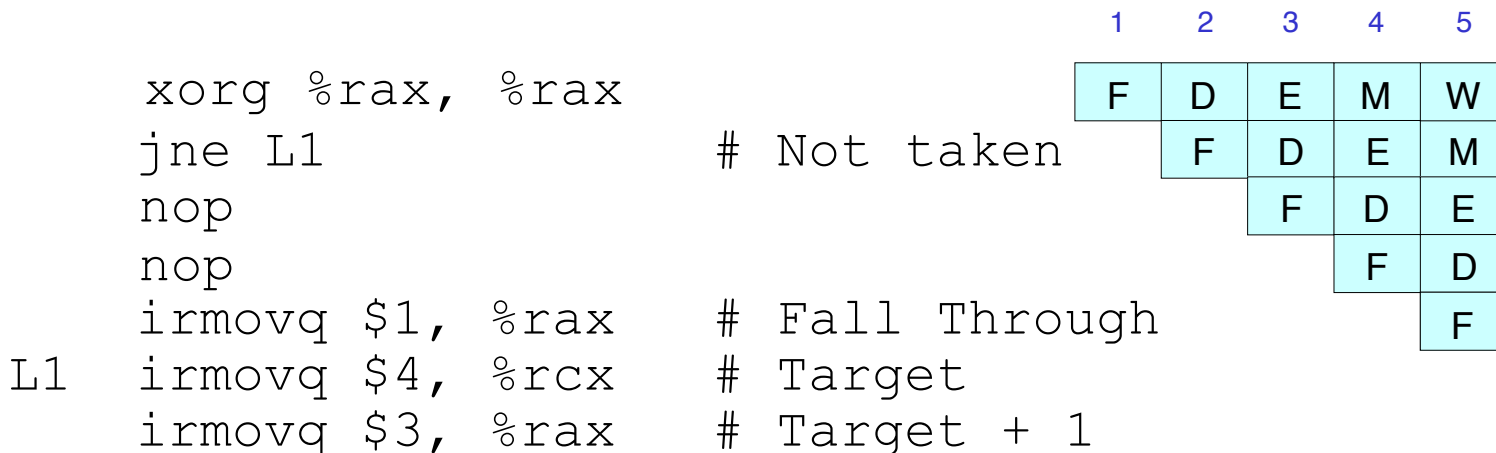 1 2 3 4 5
xorg %rax, %rax F D E M W
jne L1 # Not taken F D E M
nop F D E
nop F D
irmovq $1, %rax # Fall Through F
L1 irmovq $4, %rcx # Target
irmovq $3, %rax # Target + 1